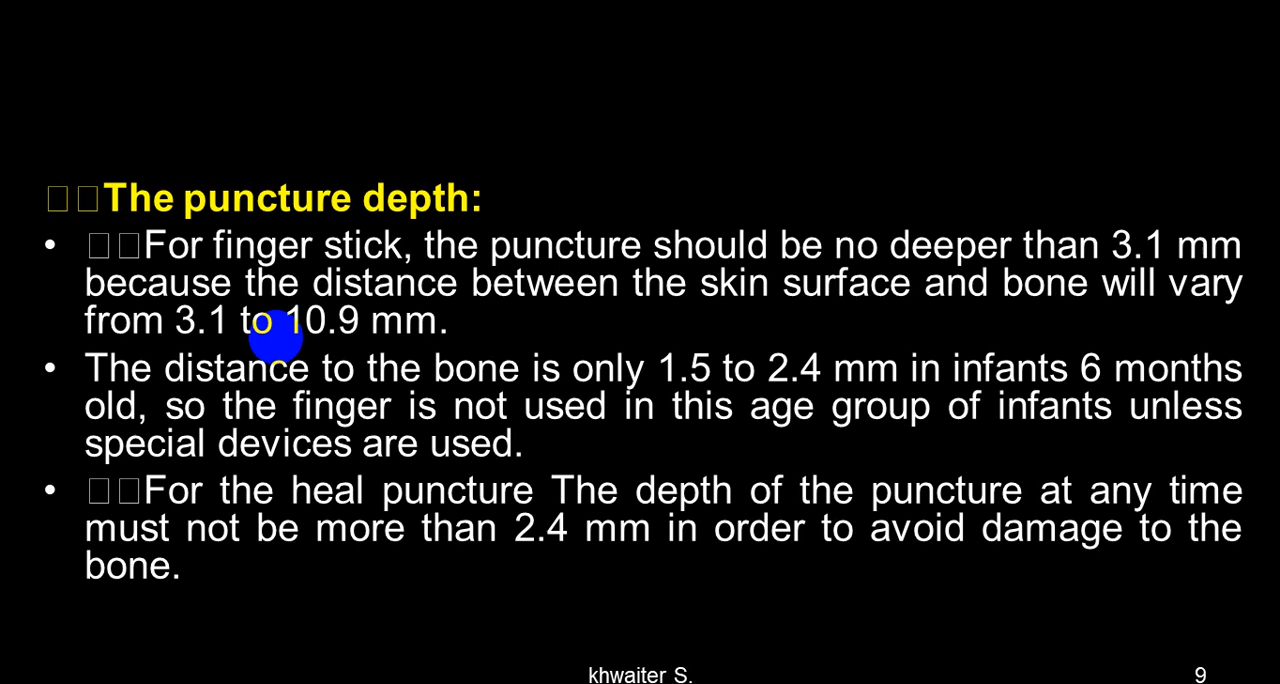 The puncture depth:
• For finger stick, the puncture should be no deeper than 3.1 mm
because the distance between the skin surface and bone will vary
from 3.1 to 10.9 mm.
• The distance to the bone is only 1.5 to 2.4 mm in infants 6 months
old, so the finger is not used in this age group of infants unless
special devices are used.
• For the heal puncture The depth of the puncture at any time
must not be more than 2.4 mm in order to avoid damage to the
bone.
khwaiter S.
9